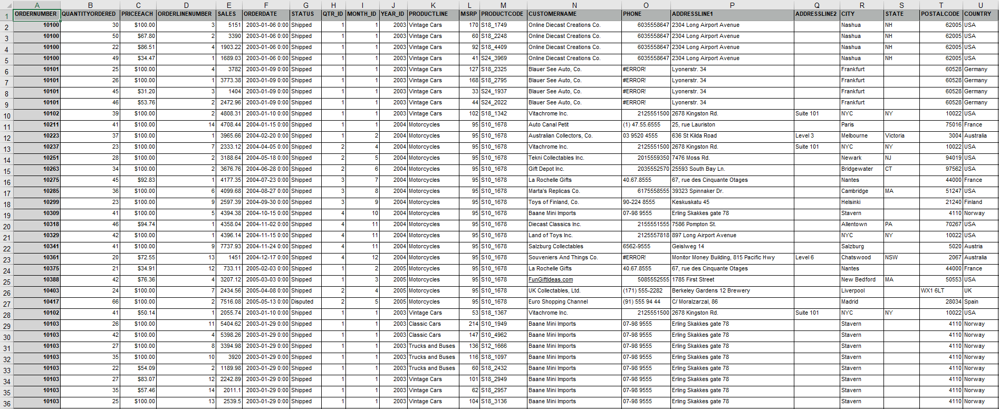 A B C D E F G H I J K L M N O P Q R S T U
1 ORDERNUMBER QUANTITYORDERED PRICEEACH ORDERLINENUMBER SALES ORDERDATE STATUS QTR_ID MONTH_ID YEAR_ID PRODUCTLINE MSRP PRODUCTCODE CUSTOMERNAME PHONE ADDRESSLINE1 ADDRESSLINE2 CITY STATE POSTALCODE COUNTRY
2 10100 30 $100.00 3 5151 2003-01-06 0:00 Shipped 1 1 2003 Vintage Cars 170 S18_1749 Online Diecast Creations Co. 6035558647 2304 Long Airport Avenue Nashua NH 62005 USA
3 10100 50 $67.80 2 3390 2003-01-06 0:00 Shipped 1 1 2003 Vintage Cars 60 S18_2248 Online Diecast Creations Co. 6035558647 2304 Long Airport Avenue Nashua NH 62005 USA
4 10100 22 $86.51 4 1903.22 2003-01-06 0:00 Shipped 1 1 2003 Vintage Cars 92 S18_4409 Online Diecast Creations Co. 6035558647 2304 Long Airport Avenue Nashua NH 62005 USA
5 10100 49 $34.47 1 1689.03 2003-01-06 0:00 Shipped 1 1 2003 Vintage Cars 41 S24_3969 Online Diecast Creations Co. 6035558647 2304 Long Airport Avenue Nashua NH 62005 USA
6 10101 25 $100.00 4 3782 2003-01-09 0:00 Shipped 1 1 2003 Vintage Cars 127 S18_2325 Blauer See Auto, Co. #ERROR! Lyonerstr. 34 Frankfurt 60528 Germany
7 10101 26 $100.00 1 3773.38 2003-01-09 0:00 Shipped 1 1 2003 Vintage Cars 168 S18_2795 Blauer See Auto, Co. #ERROR! Lyonerstr. 34 Frankfurt 60528 Germany
8 10101 45 $31.20 3 1404 2003-01-09 0:00 Shipped 1 1 2003 Vintage Cars 33 S24_1937 Blauer See Auto, Co. #ERROR! Lyonerstr. 34 Frankfurt 60528 Germany
9 10101 46 $53.76 2 2472.96 2003-01-09 0:00 Shipped 1 1 2003 Vintage Cars 44 S24_2022 Blauer See Auto, Co. #ERROR! Lyonerstr. 34 Frankfurt 60528 Germany
10 10102 39 $100.00 2 4808.31 2003-01-10 0:00 Shipped 1 1 2003 Vintage Cars 102 S18_1342 Vitachrome Inc. 2125551500 2678 Kingston Rd. Suite 101 NYC NY 10022 USA
11 10211 41 $100.00 14 4708.44 2004-01-15 0:00 Shipped 1 1 2004 Motorcycles 95 S10_1678 Auto Canal Petit (1) 47.55.6555 25, rue Lauriston Paris 75016 France
12 10223 37 $100.00 1 3965.66 2004-02-20 0:00 Shipped 1 2 2004 Motorcycles 95 S10_1678 Australian Collectors, Co. 03 9520 4555 636 St Kilda Road Level 3 Melbourne Victoria 3004 Australia
13 10237 23 $100.00 7 2333.12 2004-04-05 0:00 Shipped 2 4 2004 Motorcycles 95 S10_1678 Vitachrome Inc. 2125551500 2678 Kingston Rd. Suite 101 NYC NY 10022 USA
14 10251 28 $100.00 2 3188.64 2004-05-18 0:00 Shipped 2 5 2004 Motorcycles 95 S10_1678 Tekni Collectables Inc. 2015559350 7476 Moss Rd. Newark NJ 94019 USA
15 10263 34 $100.00 2 3676.76 2004-06-28 0:00 Shipped 2 6 2004 Motorcycles 95 S10_1678 Gift Depot Inc. 2035552570 25593 South Bay Ln. Bridgewater CT 97562 USA
16 10275 45 $92.83 1 4177.35 2004-07-23 0:00 Shipped 3 7 2004 Motorcycles 95 S10_1678 La Rochelle Gifts 40.67.8555 67, rue des Cinquante Otages Nantes 44000 France
17 10285 36 $100.00 6 4099.68 2004-08-27 0:00 Shipped 3 8 2004 Motorcycles 95 S10_1678 Marta's Replicas Co. 6175558555 39323 Spinnaker Dr. Cambridge MA 51247 USA
18 10299 23 $100.00 9 2597.39 2004-09-30 0:00 Shipped 3 9 2004 Motorcycles 95 S10_1678 Toys of Finland, Co. 90-224 8555 Keskuskatu 45 Helsinki 21240 Finland
19 10309 41 $100.00 5 4394.38 2004-10-15 0:00 Shipped 4 10 2004 Motorcycles 95 S10_1678 Baane Mini Imports 07-98 9555 Erling Skakkes gate 78 Stavern 4110 Norway
20 10318 46 $94.74 1 4358.04 2004-11-02 0:00 Shipped 4 11 2004 Motorcycles 95 S10_1678 Diecast Classics Inc. 2155551555 7586 Pompton St. Allentown PA 70267 USA
21 10329 42 $100.00 1 4396.14 2004-11-15 0:00 Shipped 4 11 2004 Motorcycles 95 S10_1678 Land of Toys Inc. 2125557818 897 Long Airport Avenue NYC NY 10022 USA
22 10341 41 $100.00 9 7737.93 2004-11-24 0:00 Shipped 4 11 2004 Motorcycles 95 S10_1678 Salzburg Collectables 6562-9555 Geislweg 14 Salzburg 5020 Austria
23 10361 20 $72.55 13 1451 2004-12-17 0:00 Shipped 4 12 2004 Motorcycles 95 S10_1678 Souveniers And Things Co. #ERROR! Monitor Money Building, 815 Pacific Hwy Level 6 Chatswood NSW 2067 Australia
24 10375 21 $34.91 12 733.11 2005-02-03 0:00 Shipped 1 2 2005 Motorcycles 95 S10_1678 La Rochelle Gifts 40.67.8555 67, rue des Cinquante Otages Nantes 44000 France
25 10388 42 $76.36 4 3207.12 2005-03-03 0:00 Shipped 1 3 2005 Motorcycles 95 S10_1678 FunGiftIdeas.com 5085552555 1785 First Street New Bedford MA 50553 USA
26 10403 24 $100.00 7 2434.56 2005-04-08 0:00 Shipped 2 4 2005 Motorcycles 95 S10_1678 UK Collectables, Ltd. (171) 555-2282 Berkeley Gardens 12 Brewery Liverpool WX1 6LT UK
27 10417 66 $100.00 2 7516.08 2005-05-13 0:00 Disputed 2 5 2005 Motorcycles 95 S10_1678 Euro Shopping Channel (91) 555 94 44 C/ Moralzarzal, 86 Madrid 28034 Spain
28 10102 41 $50.14 1 2055.74 2003-01-10 0:00 Shipped 1 1 2003 Vintage Cars 53 S18_1367 Vitachrome Inc. 2125551500 2678 Kingston Rd. Suite 101 NYC NY 10022 USA
29 10103 26 $100.00 11 5404.62 2003-01-29 0:00 Shipped 1 1 2003 Classic Cars 214 S10_1949 Baane Mini Imports 07-98 9555 Erling Skakkes gate 78 Stavern 4110 Norway
30 10103 42 $100.00 4 5398.26 2003-01-29 0:00 Shipped 1 1 2003 Classic Cars 147 S10_4962 Baane Mini Imports 07-98 9555 Erling Skakkes gate 78 Stavern 4110 Norway
31 10103 27 $100.00 8 3394.98 2003-01-29 0:00 Shipped 1 1 2003 Trucks and Buses 136 S12_1666 Baane Mini Imports 07-98 9555 Erling Skakkes gate 78 Stavern 4110 Norway
32 10103 35 $100.00 10 3920 2003-01-29 0:00 Shipped 1 1 2003 Trucks and Buses 116 S18_1097 Baane Mini Imports 07-98 9555 Erling Skakkes gate 78 Stavern 4110 Norway
33 10103 22 $54.09 2 1189.98 2003-01-29 0:00 Shipped 1 1 2003 Trucks and Buses 60 S18_2432 Baane Mini Imports 07-98 9555 Erling Skakkes gate 78 Stavern 4110 Norway
34 10103 27 $83.07 12 2242.89 2003-01-29 0:00 Shipped 1 1 2003 Vintage Cars 101 S18_2949 Baane Mini Imports 07-98 9555 Erling Skakkes gate 78 Stavern 4110 Norway
35 10103 35 $57.46 14 2011.1 2003-01-29 0:00 Shipped 1 1 2003 Vintage Cars 62 S18_2957 Baane Mini Imports 07-98 9555 Erling Skakkes gate 78 Stavern 4110 Norway
36 10103 25 $100.00 13 2539.5 2003-01-29 0:00 Shipped 1 1 2003 Vintage Cars 104 S18_3136 Baane Mini Imports 07-98 9555 Erling Skakkes gate 78 Stavern 4110 Norway